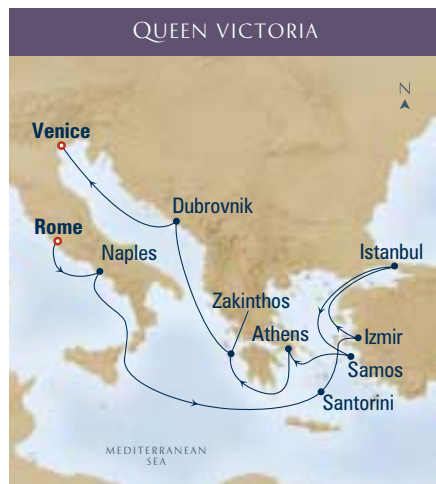 QUEEN VICTORIA
N
Venice
Dubrovnik
Rome
Naples
Istanbul
Zakinthos
Athens
Izmir
Samos
Santorini
MEDITERRANEAN
SEA